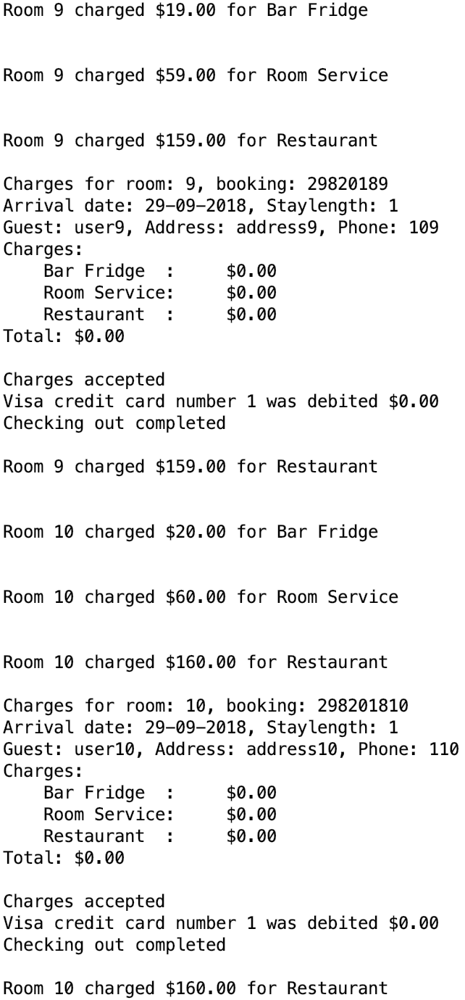 Room 9 charged $19.00 for Bar Fridge
Room 9 charged $59.00 for Room Service
Room 9 charged $159.00 for Restaurant
Charges for room: 9, booking: 29820189
Arrival date: 29-09-2018, Staylength: 1
Guest: user9, Address: address9, Phone: 109
Charges:
    Bar Fridge  :     $0.00
    Room Service:     $0.00
    Restaurant  :     $0.00
Total: $0.00
Charges accepted
Visa credit card number 1 was debited $0.00
Checking out completed
Room 9 charged $159.00 for Restaurant
Room 10 charged $20.00 for Bar Fridge
Room 10 charged $60.00 for Room Service
Room 10 charged $160.00 for Restaurant
Charges for room: 10, booking: 298201810
Arrival date: 29-09-2018, Staylength: 1
Guest: user10, Address: address10, Phone: 110
Charges:
    Bar Fridge  :     $0.00
    Room Service:     $0.00
    Restaurant  :     $0.00
Total: $0.00
Charges accepted
Visa credit card number 1 was debited $0.00
Checking out completed
Room 10 charged $160.00 for Restaurant